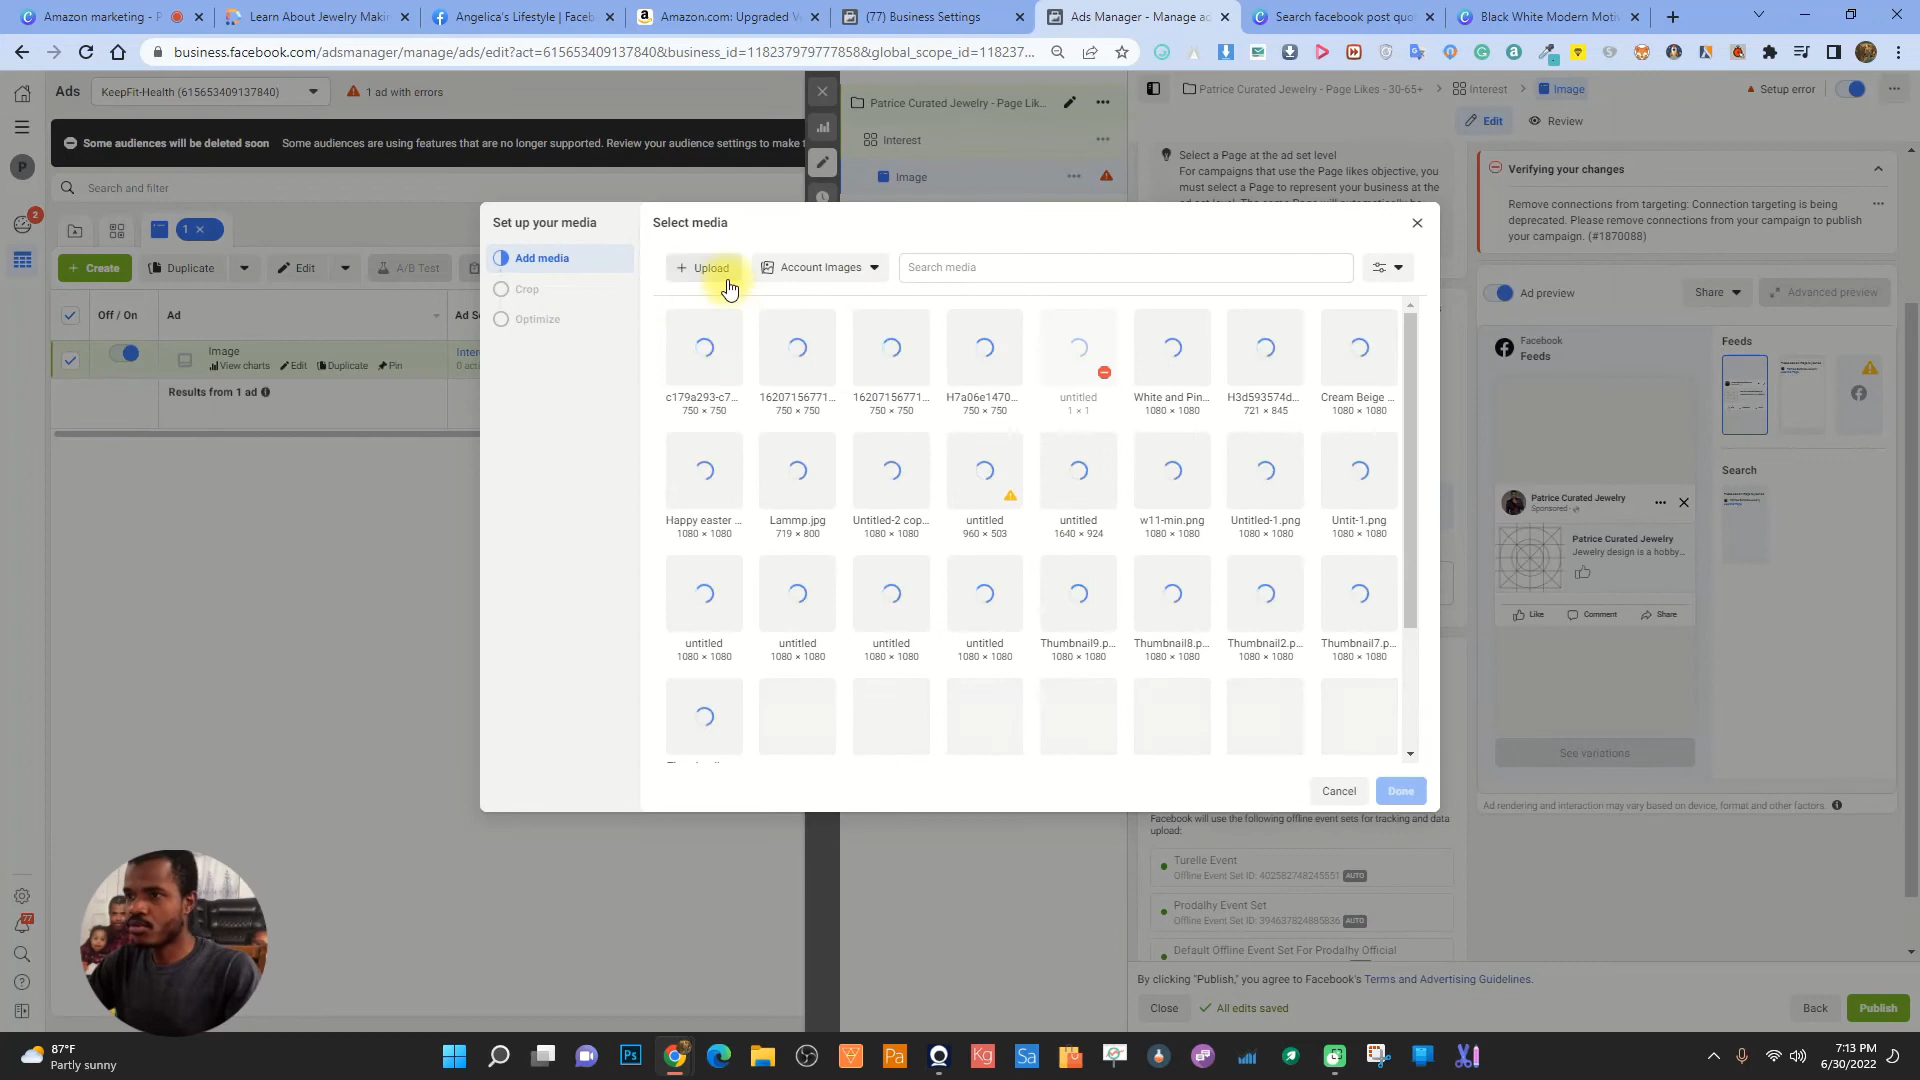 Amazon marketing - P
Learn About Jewelry Makin
Angelica's Lifestyle | Faceb
Amazon.com: Upgraded V
(77) Business Settings
Ads Manager - Manage ad
Search facebook post quo
Black White Modern Moti
business.facebook.com/adsmanager/manage/ads/edit?act=615653409137840&business_id=1182379797777858&global_scope_id=118237...
Ads
KeepFit-Health (615653409137840)
1 ad with errors
Some audiences will be deleted soon Some audiences are using features that are no longer supported. Review your audience settings to make
Search and filter
1 ×
+ Create
Duplicate
Edit
A/B Test
Off / On
Ad
Ad S
Image
View charts Edit Duplicate Pin
Inter
0 acti
Results from 1 ad
P
2
77
Patrice Curated Jewelry - Page Lik...
Interest
Image
Patrice Curated Jewelry - Page Likes - 30-65+ > Interest > Image
Setup error
Edit
Review
Select a Page at the ad set level
For campaigns that use the Page likes objective, you
must select a Page to represent your business at the
Verifying your changes
Remove connections from targeting: Connection targeting is being
deprecated. Please remove connections from your campaign to publish
your campaign. (#1870088)
Ad preview
Share
Advanced preview
Facebook
Feeds
Feeds
Search
Patrice Curated Jewelry
Sponsored
Patrice Curated Jewelry
Jewelry design is a hobby...
Like
Comment
Share
See variations
Ad rendering and interaction may vary based on device, format and other factors.
Set up your media
Add media
Crop
Optimize
Select media
+ Upload
Account Images
Search media
c179a293-c7...
750 × 750
16207156771...
750 × 750
16207156771...
750 × 750
H7a06e1470...
750 × 750
untitled
1 × 1
White and Pin...
1080 × 1080
H3d593574d...
721 × 845
Cream Beige ...
1080 × 1080
Happy easter ...
1080 × 1080
Lammp.jpg
719 × 800
Untitled-2 cop...
1080 × 1080
untitled
960 × 503
untitled
1640 × 924
w11-min.png
1080 × 1080
Untitled-1.png
1080 × 1080
Untit-1.png
1080 × 1080
untitled
1080 × 1080
untitled
1080 × 1080
untitled
1080 × 1080
untitled
1080 × 1080
Thumbnail9.p...
1080 × 1080
Thumbnail8.p...
1080 × 1080
Thumbnail2.p...
1080 × 1080
Thumbnail7.p...
1080 × 1080
Cancel
Done
Facebook will use the following offline event sets for tracking and data
upload:
Turelle Event
Offline Event Set ID: 402582748245551 AUTO
Prodalhy Event Set
Offline Event Set ID: 394637824885836 AUTO
Default Offline Event Set For Prodalhy Official
By clicking "Publish," you agree to Facebook's Terms and Advertising Guidelines.
Close
All edits saved
Back
Publish
87°F
Partly sunny
Ps
Pa
Kg
Sa
7:13 PM
6/30/2022